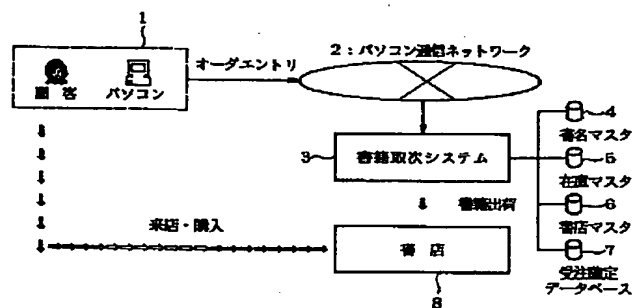 1
オーダエントリ
2:パソコン通信ネットワーク
顧客
パソコン
3
書籍取次システム
4
書名マスタ
5
在庫マスタ
6
書店マスタ
7
受注確定
データベース
書籍出荷
来店・購入
書店
8